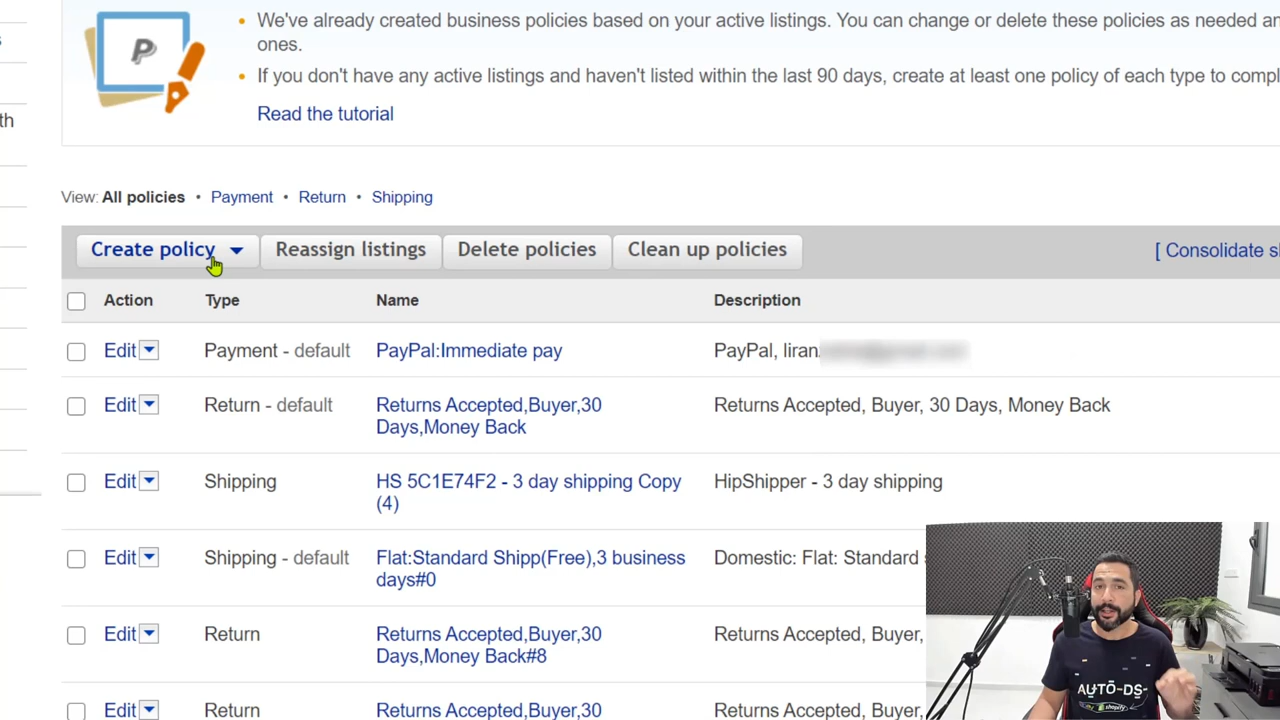 We've already created business policies based on your active listings. You can change or delete these policies as needed an
ones.
If you don't have any active listings and haven't listed within the last 90 days, create at least one policy of each type to compl
Read the tutorial
th
View: All policies • Payment • Return • Shipping
Create policy Reassign listings Delete policies Clean up policies [ Consolidate sh
Action Type Name Description
Edit Payment - default PayPal:Immediate pay PayPal, liran.
Edit Return - default Returns Accepted,Buyer,30 Returns Accepted, Buyer, 30 Days, Money Back
Days,Money Back
Edit Shipping HS 5C1E74F2 - 3 day shipping Copy HipShipper - 3 day shipping
(4)
Edit Shipping - default Flat:Standard Shipp(Free),3 business Domestic: Flat: Standard
days#0
Edit Return Returns Accepted,Buyer,30 Returns Accepted, Buyer,
Days,Money Back#8
Edit Return Returns Accepted,Buyer,30 Returns Accepted, Buyer,
AUTO-DS
shopify